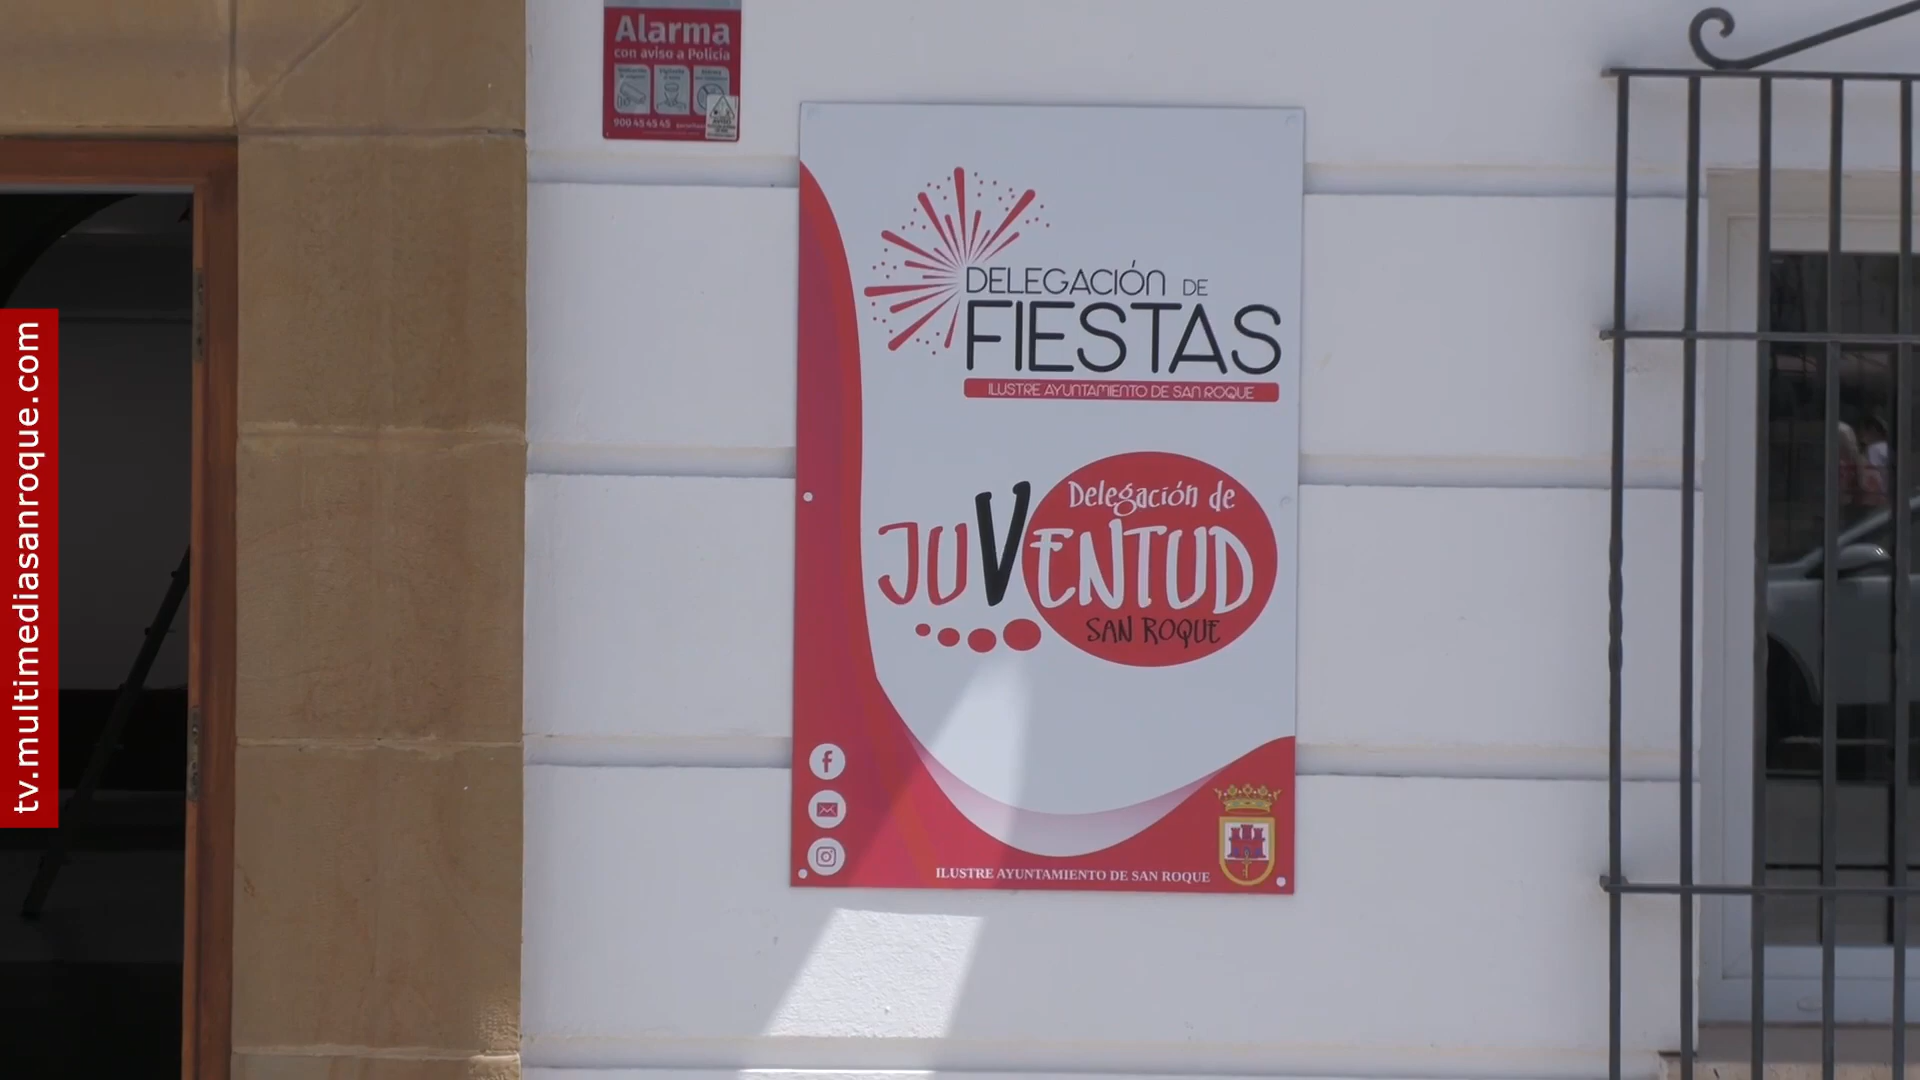 Alarma
con aviso a Policía
900 45 45 45
DELEGACIÓN DE
FIESTAS
ILUSTRE AYUNTAMIENTO DE SAN ROQUE
Delegación de
JUVENTUD
SAN ROQUE
ILUSTRE AYUNTAMIENTO DE SAN ROQUE
tv.multimediasanroque.com